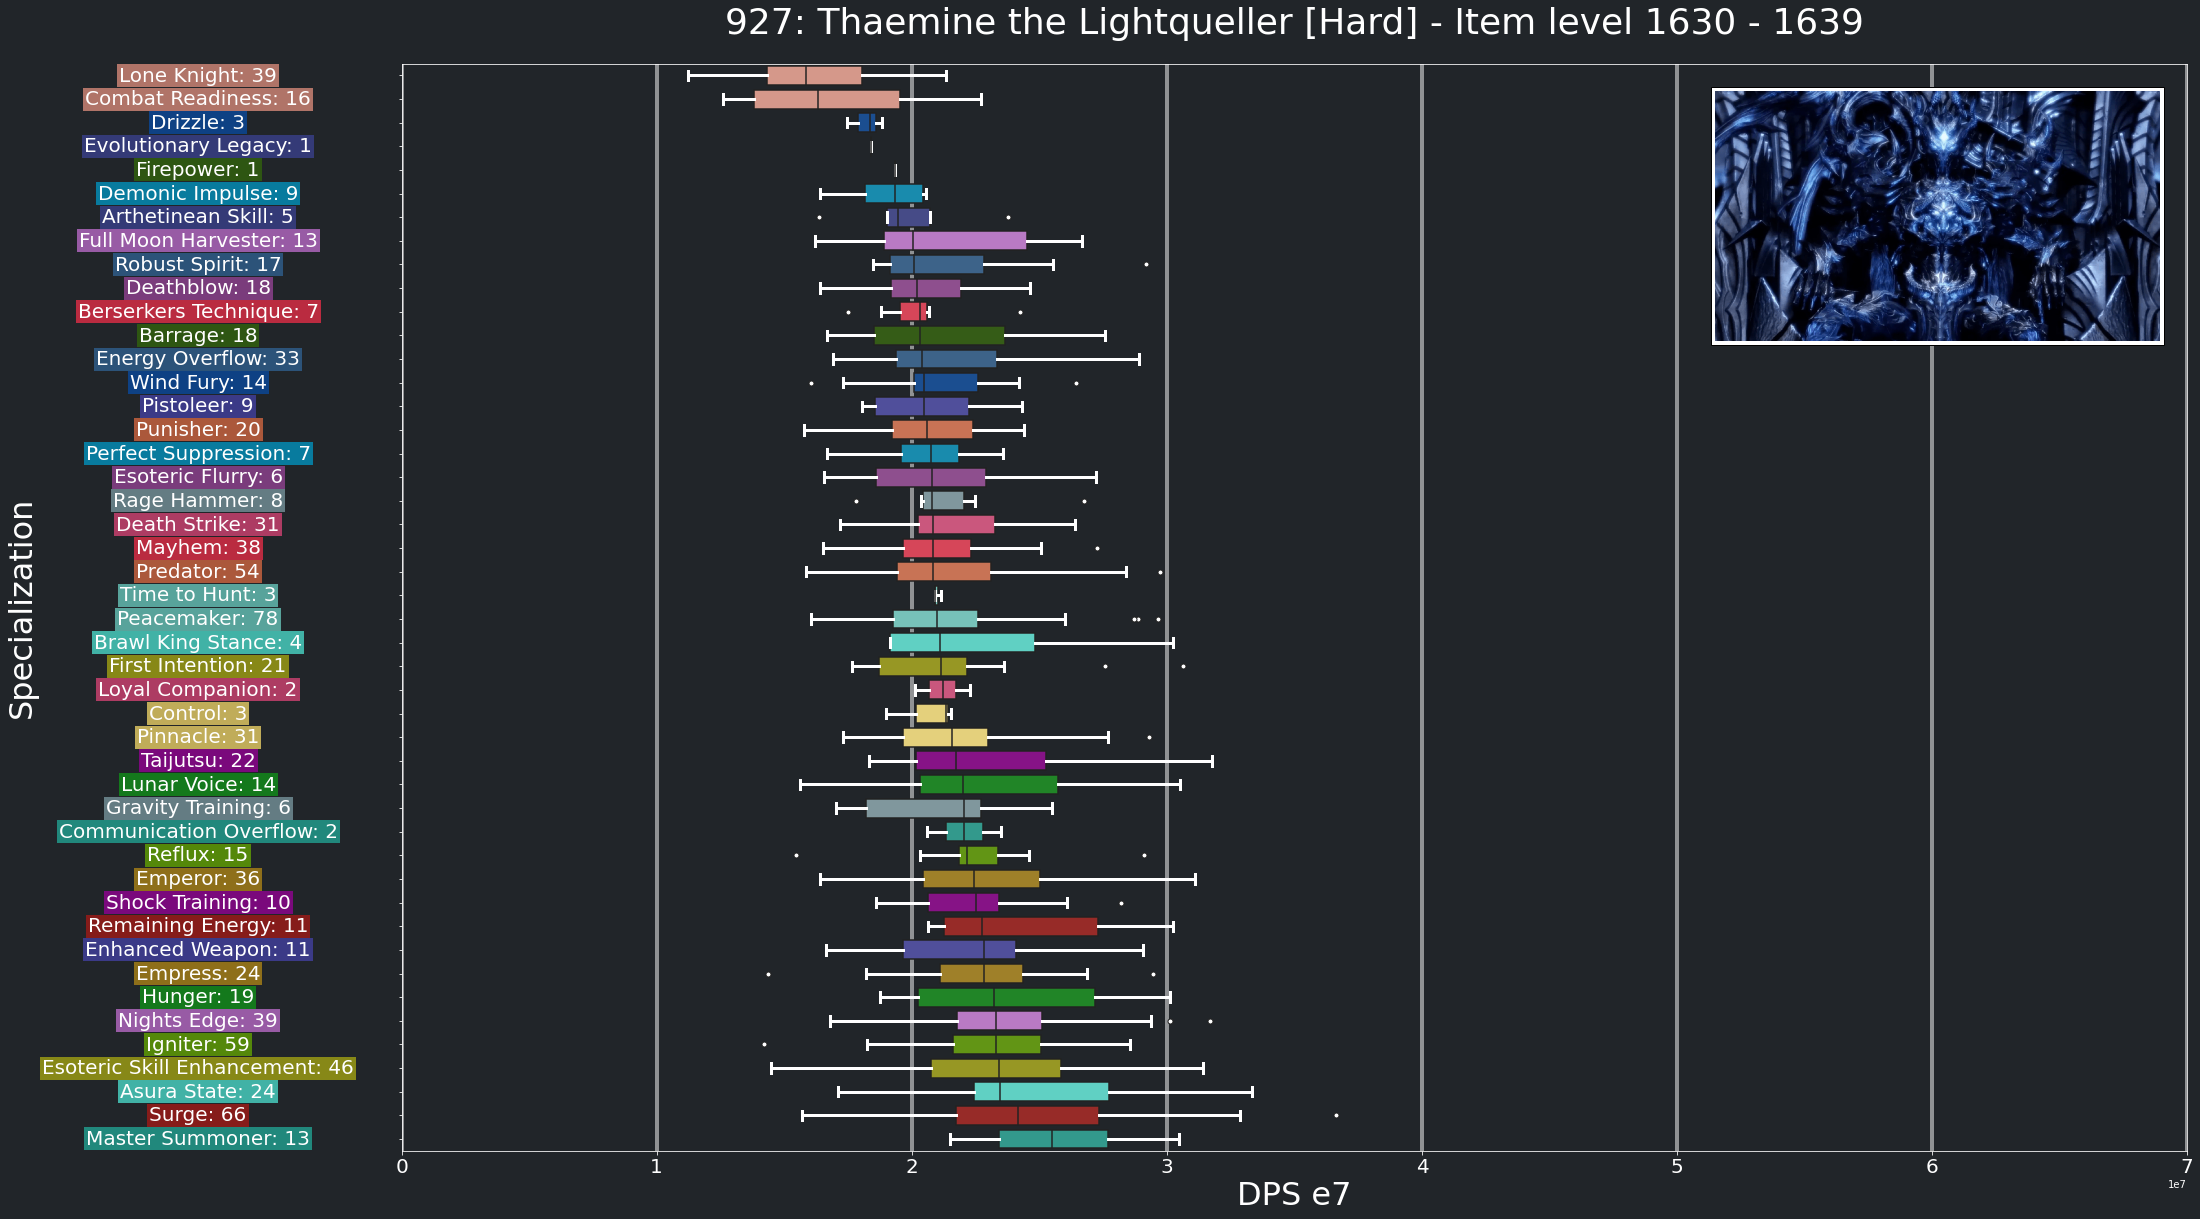 927: Thaemine the Lightqueller [Hard] - Item level 1630 - 1639
Specialization
Lone Knight: 39
Combat Readiness: 16
Drizzle: 3
Evolutionary Legacy: 1
Firepower: 1
Demonic Impulse: 9
Arthetinean Skill: 5
Full Moon Harvester: 13
Robust Spirit: 17
Deathblow: 18
Berserkers Technique: 7
Barrage: 18
Energy Overflow: 33
Wind Fury: 14
Pistoleer: 9
Punisher: 20
Perfect Suppression: 7
Esoteric Flurry: 6
Rage Hammer: 8
Death Strike: 31
Mayhem: 38
Predator: 54
Time to Hunt: 3
Peacemaker: 78
Brawl King Stance: 4
First Intention: 21
Loyal Companion: 2
Control: 3
Pinnacle: 31
Taijutsu: 22
Lunar Voice: 14
Gravity Training: 6
Communication Overflow: 2
Reflux: 15
Emperor: 36
Shock Training: 10
Remaining Energy: 11
Enhanced Weapon: 11
Empress: 24
Hunger: 19
Nights Edge: 39
Igniter: 59
Esoteric Skill Enhancement: 46
Asura State: 24
Surge: 66
Master Summoner: 13
0 1 2 3 4 5 6 7
1e7
DPS e7